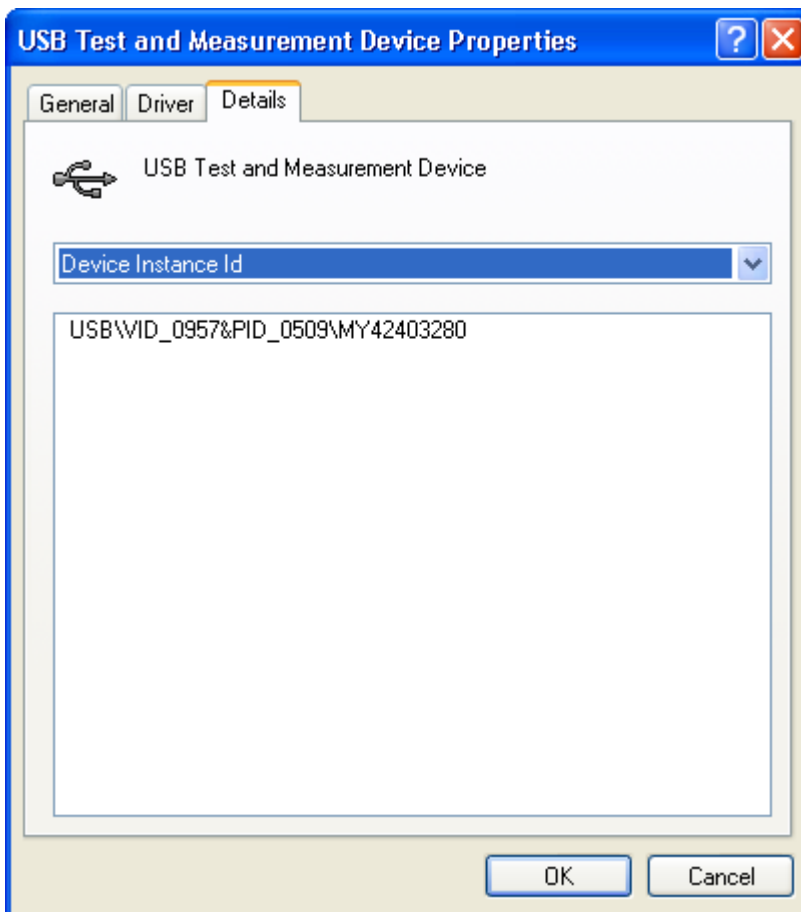 USB Test and Measurement Device Properties
General Driver Details
USB Test and Measurement Device
Device Instance Id
USB\VID_0957&PID_0509\MY42403280
OK Cancel